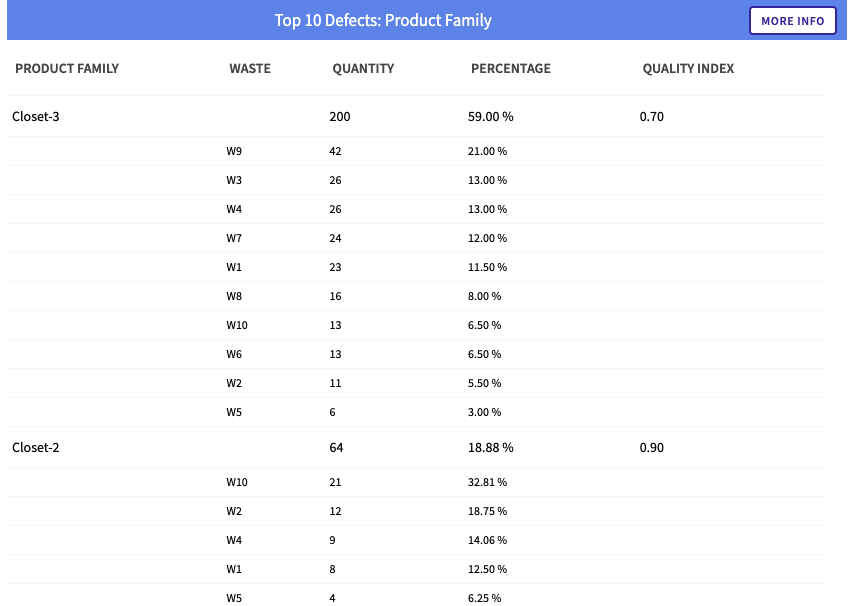 Top 10 Defects: Product Family MORE INFO
PRODUCT FAMILY WASTE QUANTITY PERCENTAGE QUALITY INDEX
Closet-3 200 59.00 % 0.70
W9 42 21.00 %
W3 26 13.00 %
W4 26 13.00 %
W7 24 12.00 %
W1 23 11.50 %
W8 16 8.00 %
W10 13 6.50 %
W6 13 6.50 %
W2 11 5.50 %
W5 6 3.00 %
Closet-2 64 18.88 % 0.90
W10 21 32.81 %
W2 12 18.75 %
W4 9 14.06 %
W1 8 12.50 %
W5 4 6.25 %